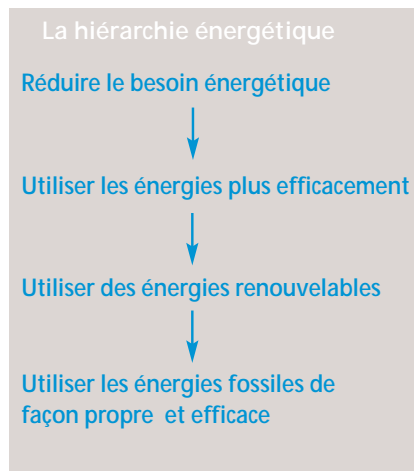 La hiérarchie énergétique
Réduire le besoin énergétique
Utiliser les énergies plus efficacement
Utiliser des énergies renouvelables
Utiliser les énergies fossiles de
façon propre et efficace